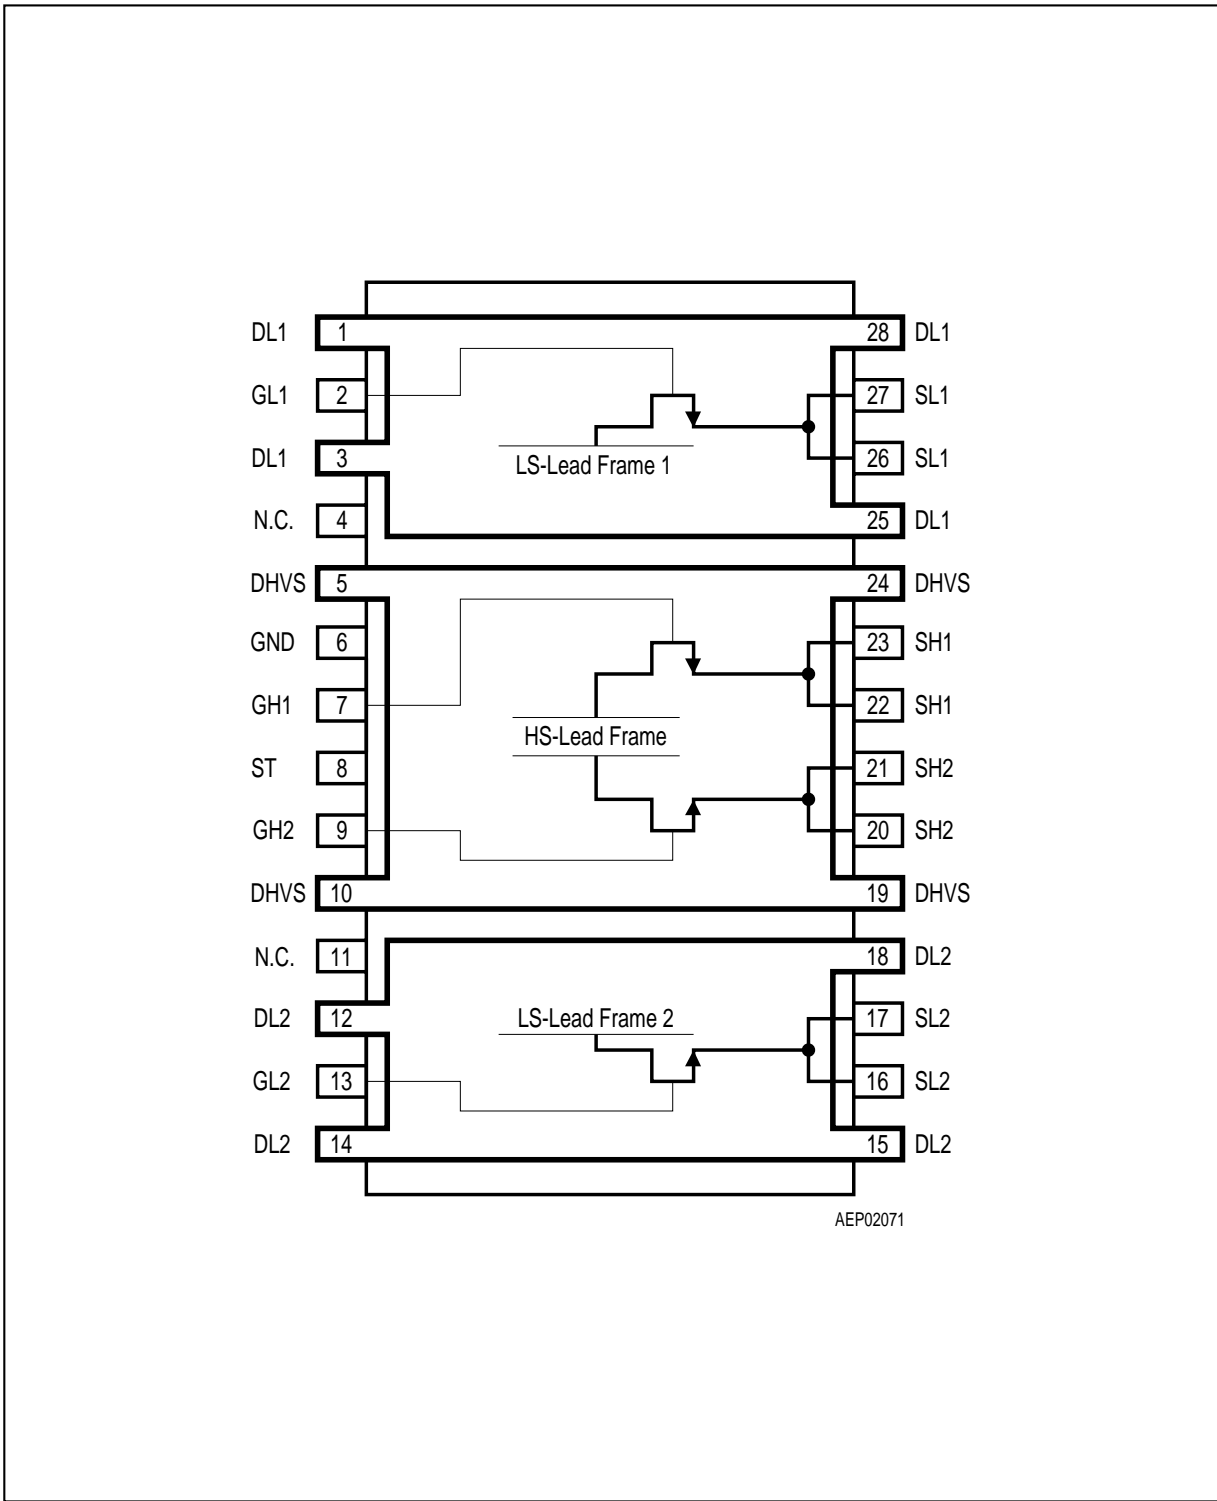 DL1 1 28 DL1
GL1 2 27 SL1
DL1 3 LS-Lead Frame 1 26 SL1
N.C. 4 25 DL1
DHVS 5 24 DHVS
GND 6 23 SH1
GH1 7 22 SH1
HS-Lead Frame
ST 8 21 SH2
GH2 9 20 SH2
DHVS 10 19 DHVS
N.C. 11 18 DL2
DL2 12 LS-Lead Frame 2 17 SL2
GL2 13 16 SL2
DL2 14 15 DL2
AEP02071